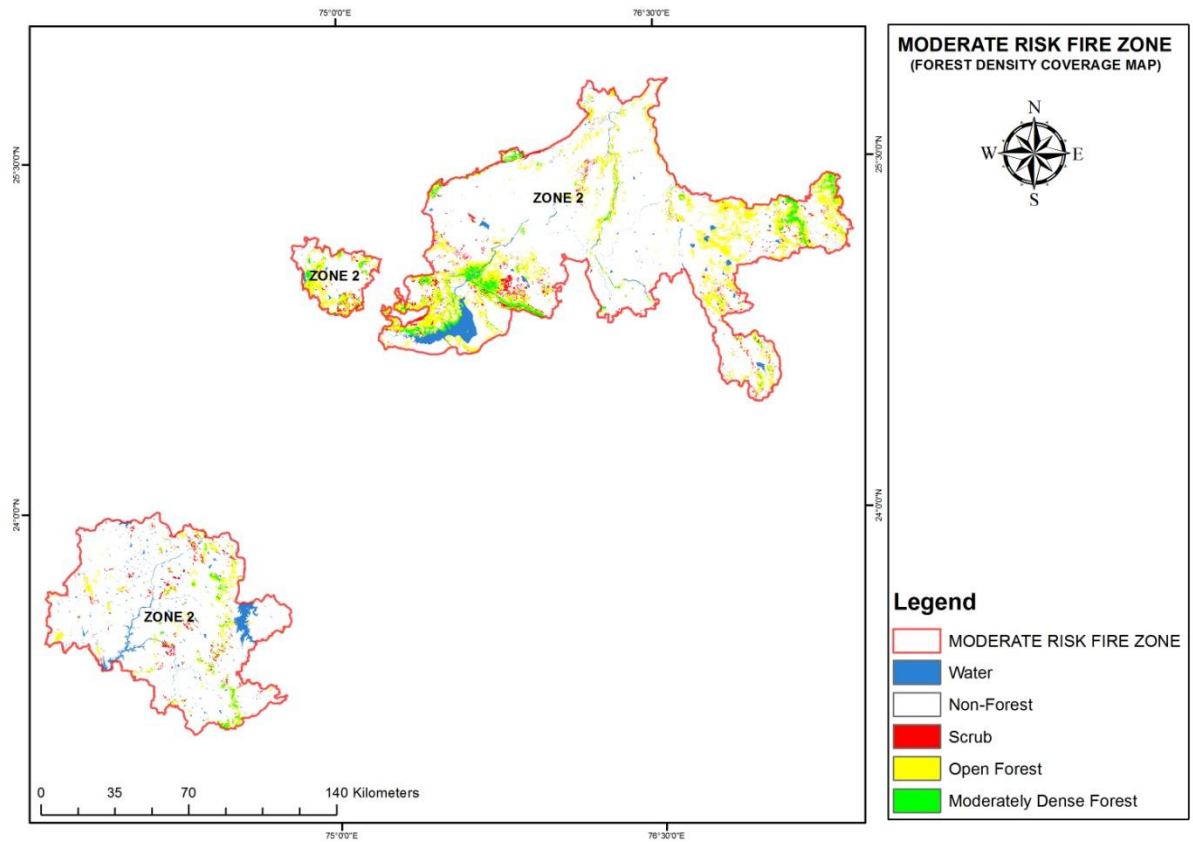 75°0'0"E
76°30'0"E
MODERATE RISK FIRE ZONE
(FOREST DENSITY COVERAGE MAP)
N
W
E
S
25°30'0"N
25°30'0"N
ZONE 2
ZONE 2
24°0'0"N
24°0'0"N
ZONE 2
Legend
MODERATE RISK FIRE ZONE
Water
Non-Forest
Scrub
Open Forest
Moderately Dense Forest
0 35 70 140 Kilometers
75°0'0"E
76°30'0"E